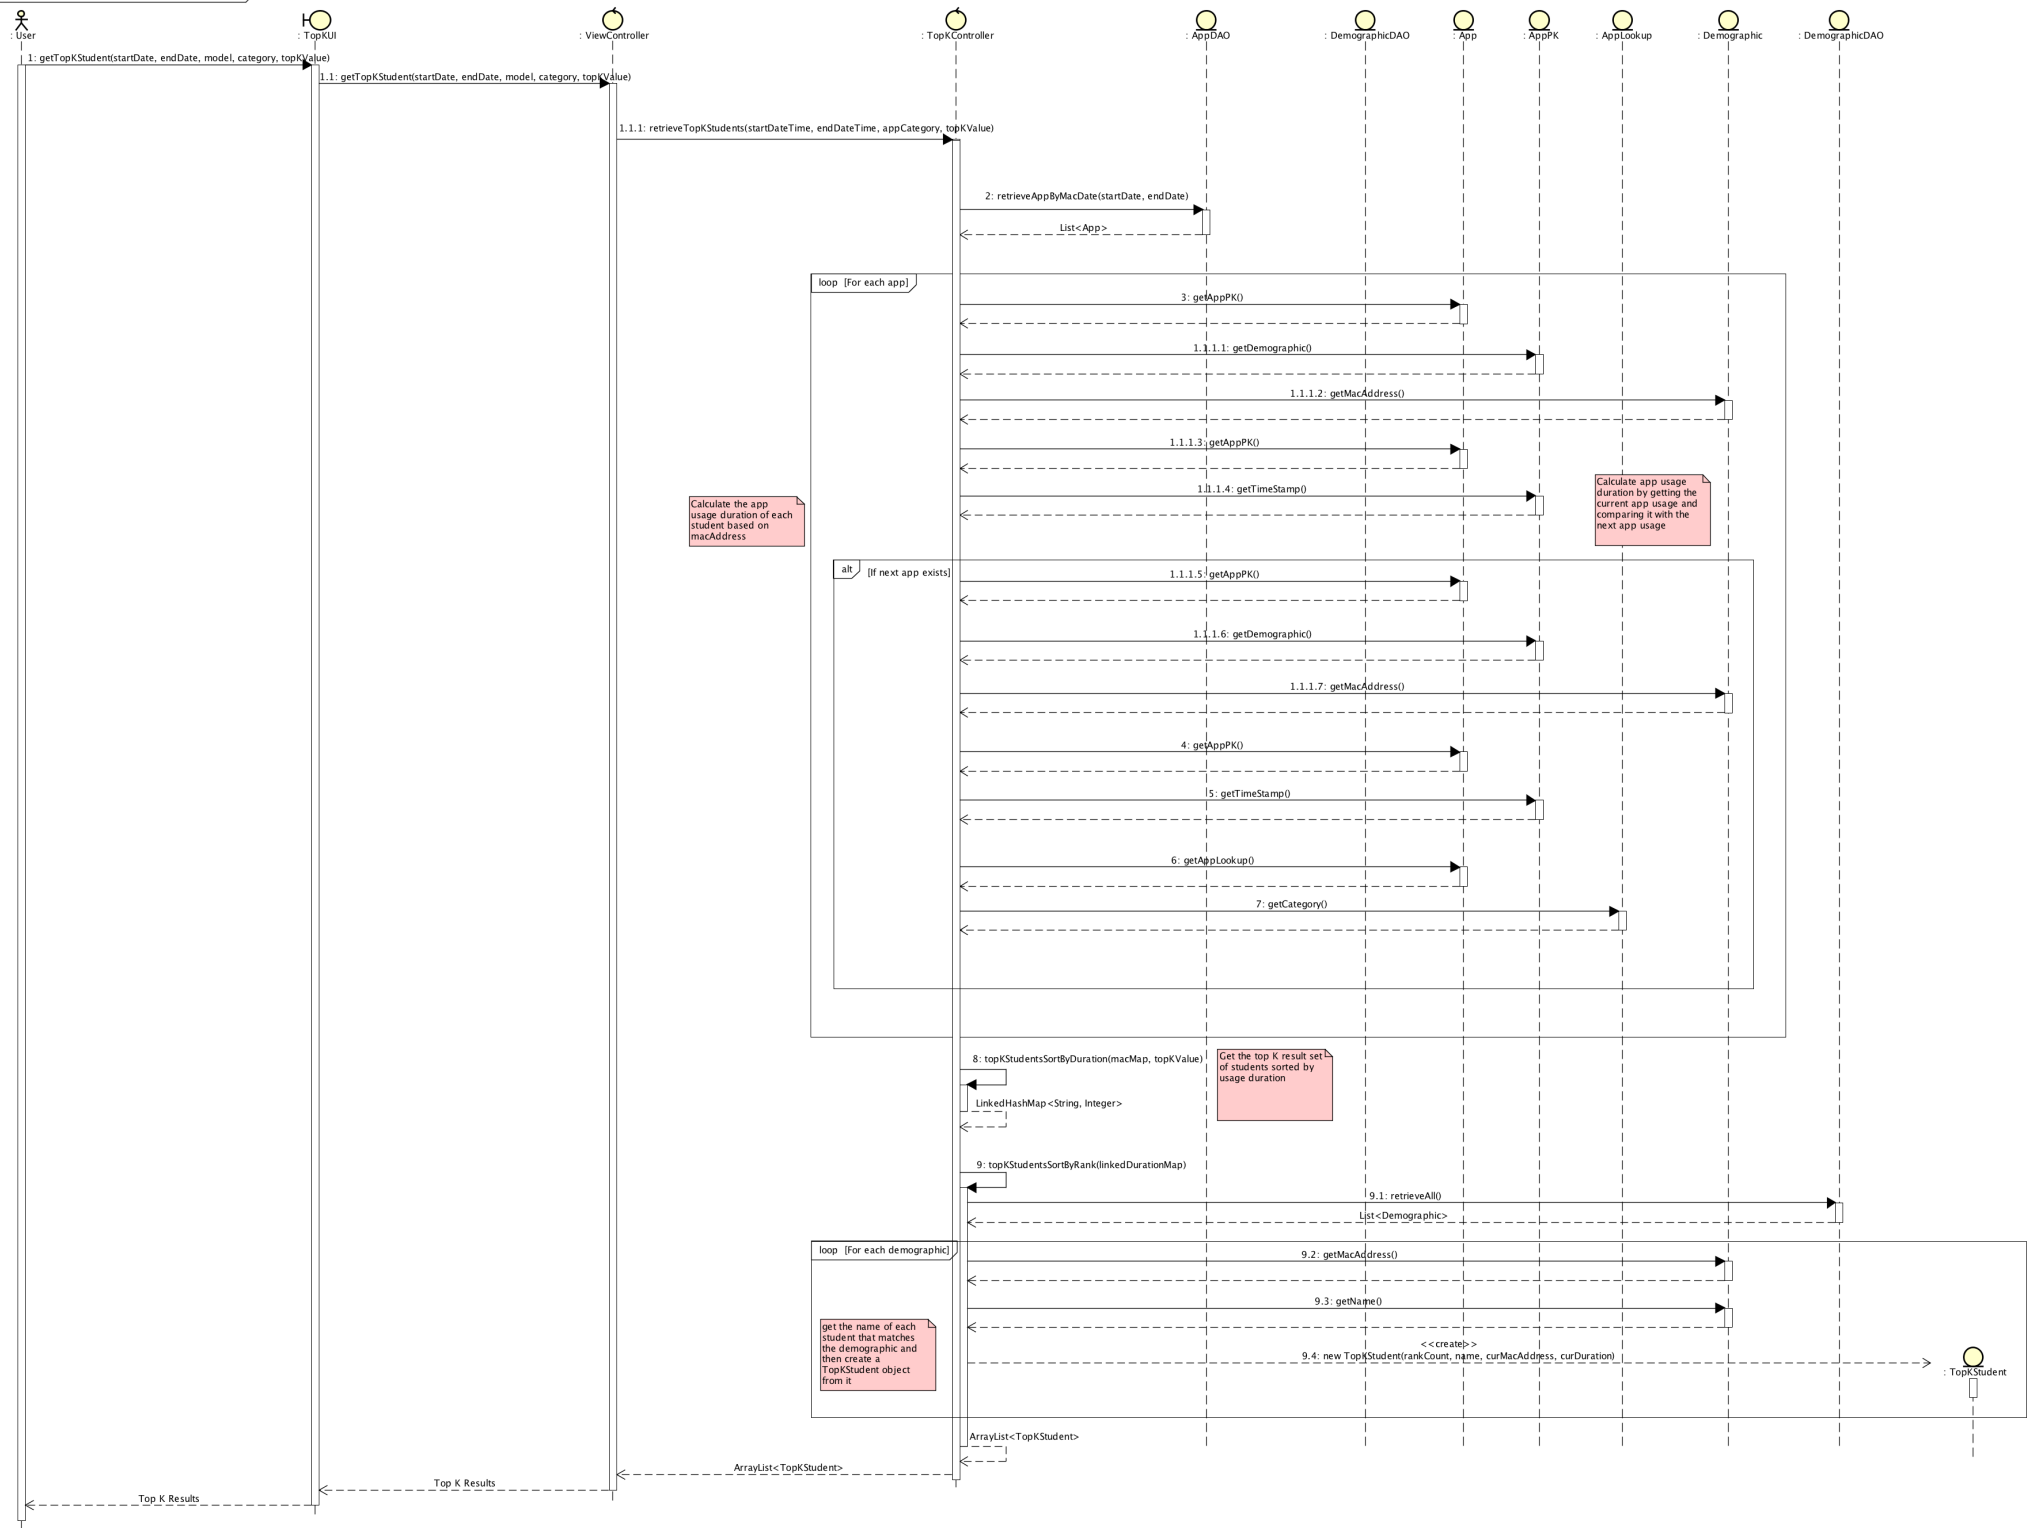 : User
: TopKUI
: ViewController
: TopKController
: AppDAO
: DemographicDAO
: App
: AppPK
: AppLookup
: Demographic
: DemographicDAO
1: getTopKStudent(startDate, endDate, model, category, topKValue)
1.1: getTopKStudent(startDate, endDate, model, category, topKValue)
1.1.1: retrieveTopKStudents(startDateTime, endDateTime, appCategory, topKValue)
2: retrieveAppByMacDate(startDate, endDate)
List<App>
loop [For each app]
3: getAppPK()
1.1.1.1: getDemographic()
1.1.1.2: getMacAddress()
1.1.1.3: getAppPK()
1.1.1.4: getTimeStamp()
Calculate the app
usage duration of each
student based on
macAddress
Calculate app usage
duration by getting the
current app usage and
comparing it with the
next app usage
alt [If next app exists]
1.1.1.5: getAppPK()
1.1.1.6: getDemographic()
1.1.1.7: getMacAddress()
4: getAppPK()
5: getTimeStamp()
6: getAppLookup()
7: getCategory()
8: topKStudentsSortByDuration(macMap, topKValue)
Get the top K result set
of students sorted by
usage duration
LinkedHashMap<String, Integer>
9: topKStudentsSortByRank(linkedDurationMap)
9.1: retrieveAll()
List<Demographic>
loop [For each demographic]
9.2: getMacAddress()
9.3: getName()
get the name of each
student that matches
the demographic and
then create a
TopKStudent object
from it
<<create>>
9.4: new TopKStudent(rankCount, name, curMacAddress, curDuration)
: TopKStudent
ArrayList<TopKStudent>
ArrayList<TopKStudent>
Top K Results
Top K Results